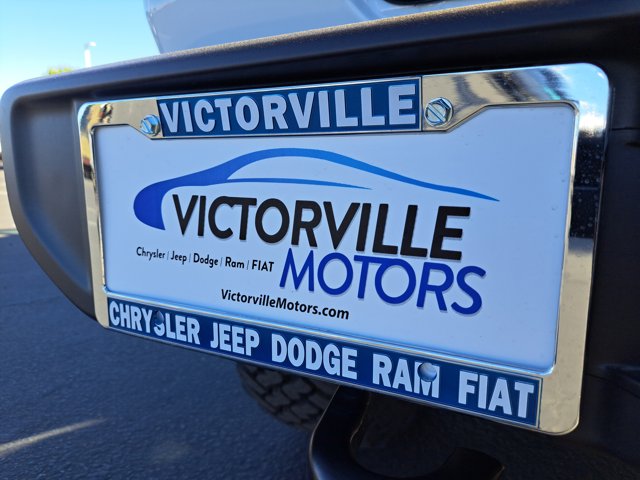 VICTORVILLE
VICTORVILLE
Chrysler | Jeep | Dodge | Ram | FIAT
MOTORS
VictorvilleMotors.com
CHRYSLER JEEP DODGE RAM FIAT